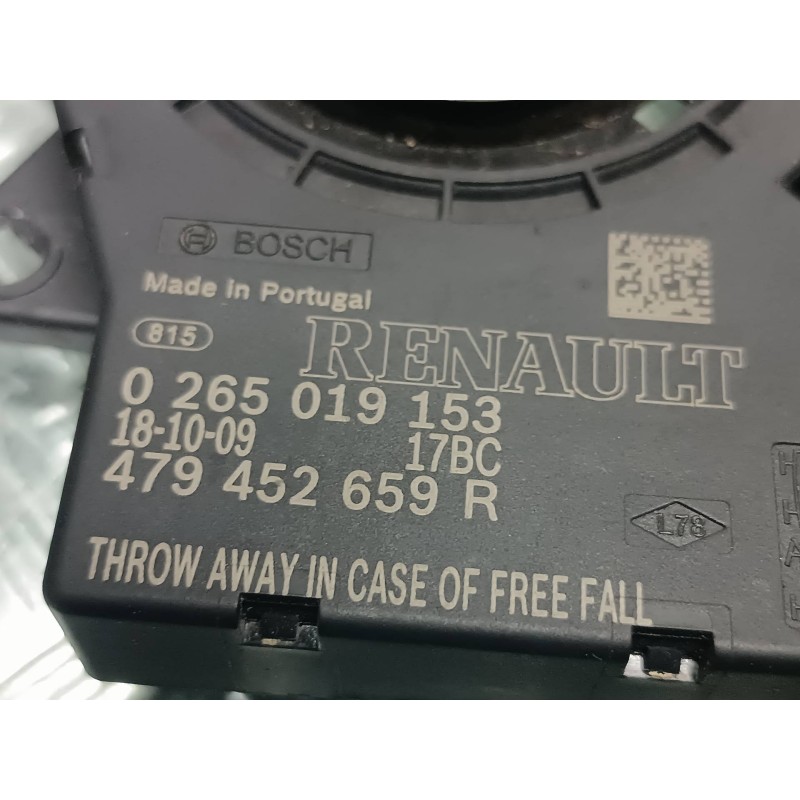 BOSCH
Made in Portugal
815
RENAULT
0 265 019 153
18-10-09 17BC
479 452 659 R
L78
THROW AWAY IN CASE OF FREE FALL